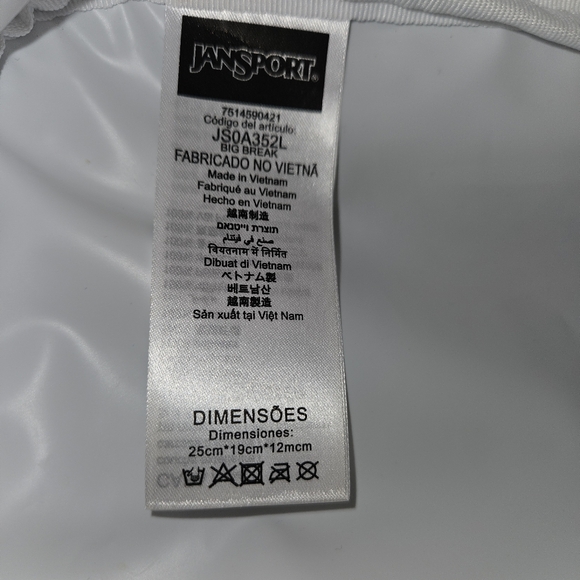 JANSPORT®
7514590421
Código del artículo:
JS0A352L
BIG BREAK
FABRICADO NO VIETNÃ
Made in Vietnam
Fabriqué au Vietnam
Hecho en Vietnam
越南制造
תוצרת וייטנאם
صنع في فيتنام
वियतनाम में निर्मित
Dibuat di Vietnam
ベトナム製
베트남산
越南製造
Sản xuất tại Việt Nam
DIMENSÕES
Dimensiones:
25cm*19cm*12mcm